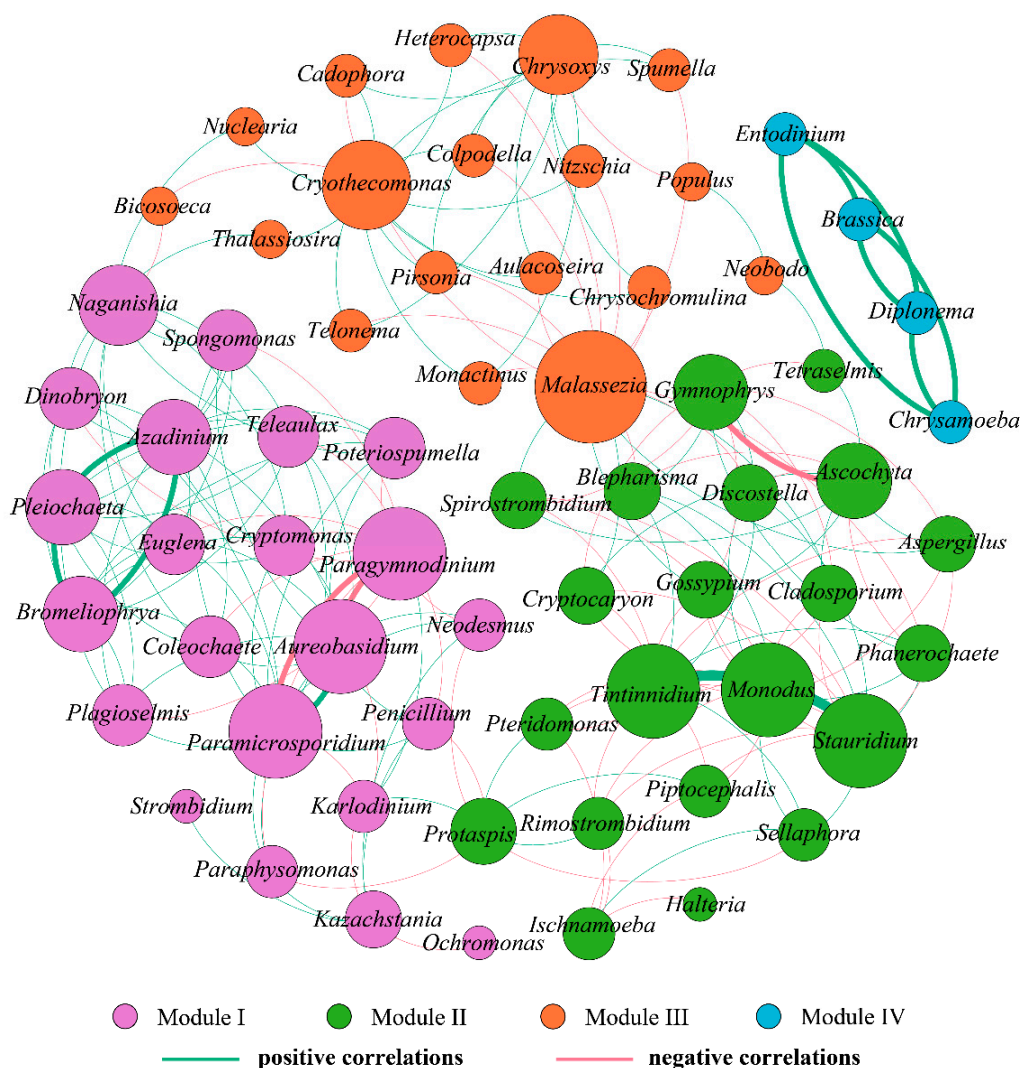 Heterocapsa
Chrysoxys
Spumella
Cadophora
Nuclearia
Colpodella
Nitzschia
Entodinium
Cryothecomonas
Populus
Bicosoeca
Brassica
Thalassiosira
Pirsonia
Aulacoseira
Neobodo
Chrysochromulina
Naganishia
Diplonema
Spongomonas
Telonema
Monactinus
Malassezia
Gymnophrys
Tetraselmis
Dinobryon
Chrysamoeba
Azadinium
Teleaulax
Poteriospumella
Blepharisma
Ascochyta
Spirostrombidium
Discostella
Pleiochaeta
Euglena
Cryptomonas
Paragymnodinium
Aspergillus
Gossypium
Cladosporium
Cryptocaryon
Bromeliophrya
Neodesmus
Coleochaete
Aureobasidium
Phanerochaete
Tintinnidium
Monodus
Plagioselmis
Penicillium
Pteridomonas
Paramicrosporidium
Stauridium
Piptocephalis
Strombidium
Karlodinium
Protaspis
Rimostrombidium
Sellaphora
Paraphysomonas
Halteria
Kazachstania
Ischnamoeba
Ochromonas
Module I
Module II
Module III
Module IV
positive correlations
negative correlations